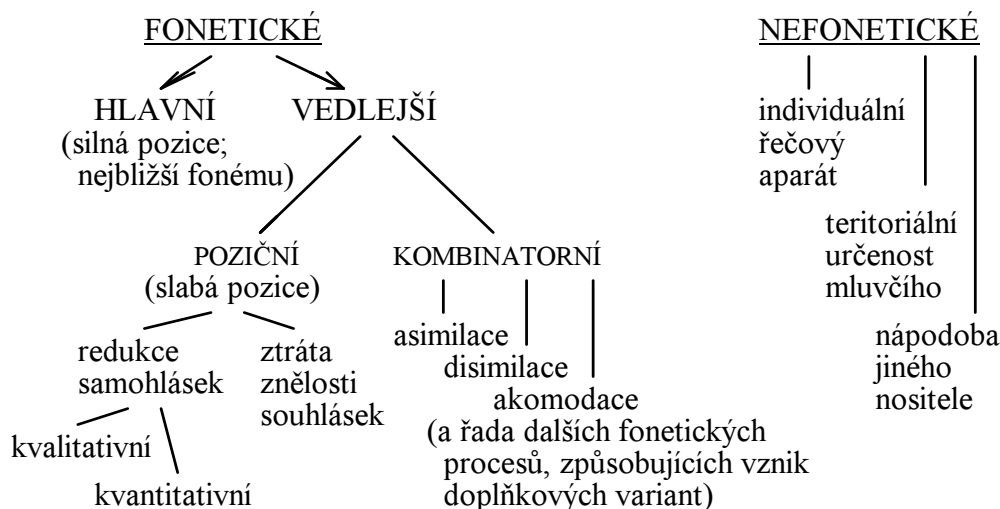 FONETICKÉ
NEFONETICKÉ
HLAVNÍ
(silná pozice;
nejbližší fonému)
VEDLEJŠÍ
individuální
řečový
aparát
teritoriální
určenost
mluvčího
nápodoba
jiného
nositele
POZIČNÍ
(slabá pozice)
KOMBINATORNÍ
redukce
samohlásek
ztráta
znělosti
souhlásek
kvalitativní
kvantitativní
asimilace
disimilace
akomodace
(a řada dalších fonetických
procesů, způsobujících vznik
doplňkových variant)